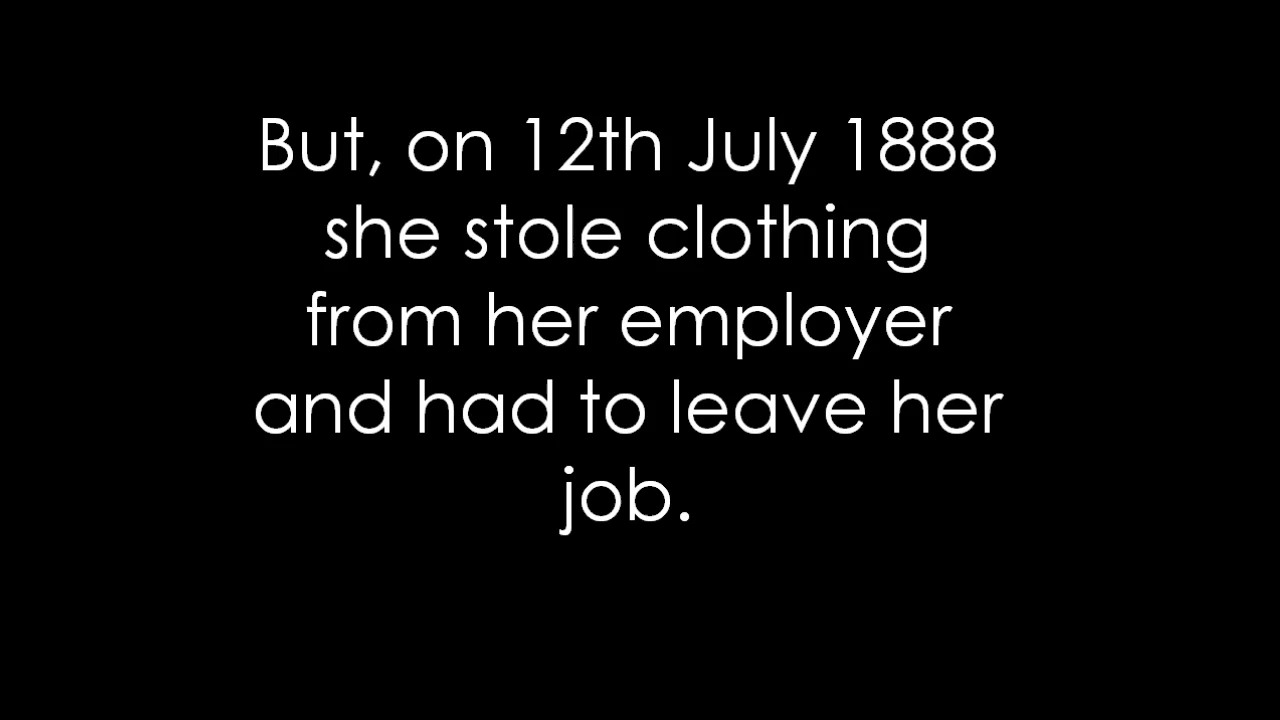 But, on 12th July 1888
she stole clothing
from her employer
and had to leave her
job.